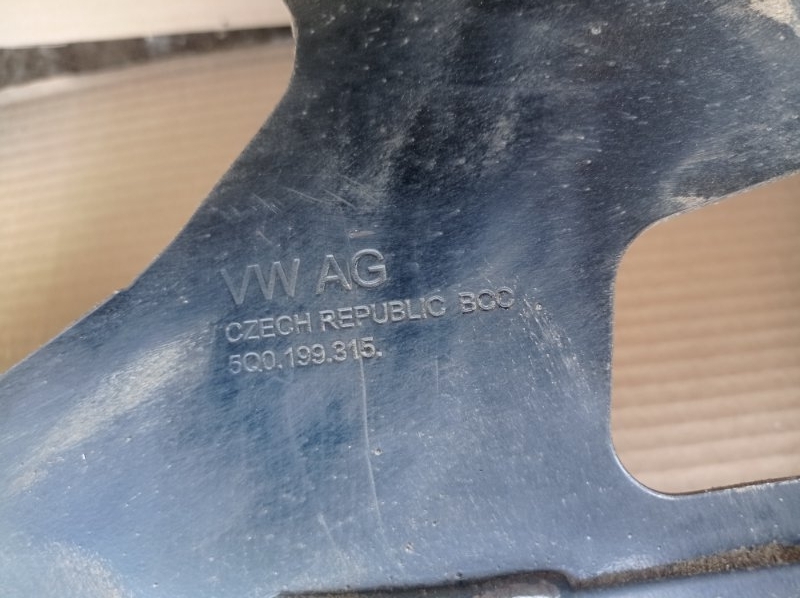 VW AG
CZECH REPUBLIC BCC
5Q0.199.315.